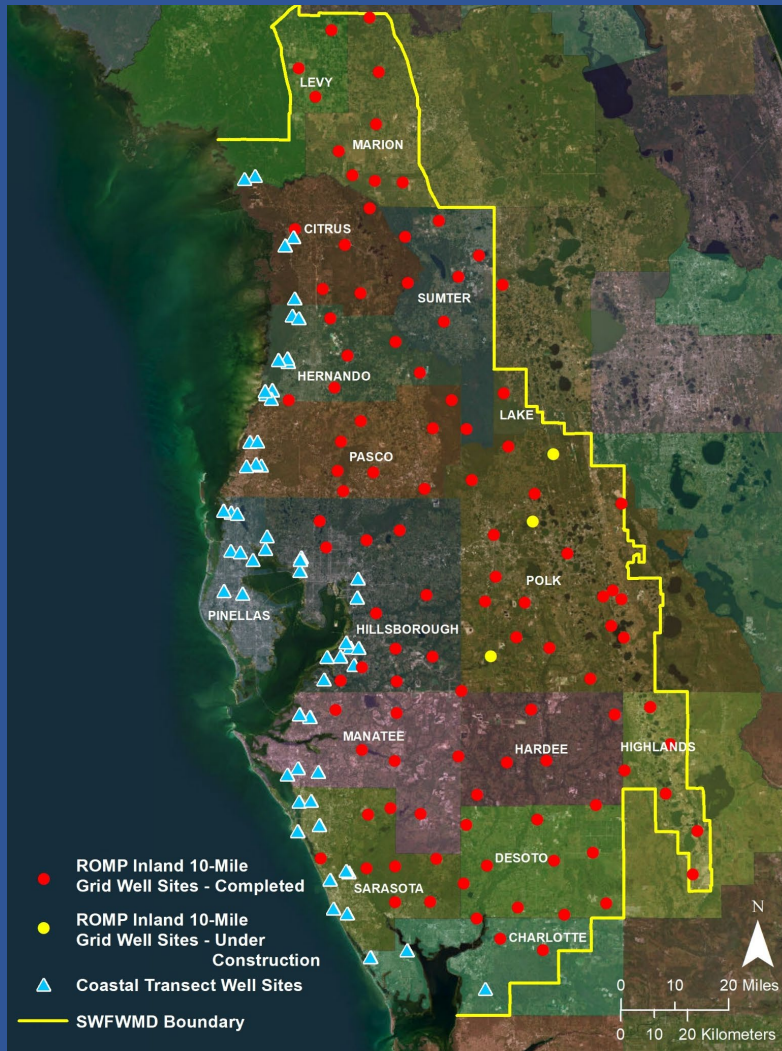 LEVY
MARION
CITRUS
SUMTER
HERNANDO
LAKE
PASCO
POLK
PINELLAS
HILLSBOROUGH
MANATEE
HARDEE
HIGHLANDS
DESOTO
SARASOTA
CHARLOTTE
ROMP Inland 10-Mile
Grid Well Sites - Completed
ROMP Inland 10-Mile
Grid Well Sites - Under
Construction
Coastal Transect Well Sites
SWFWMD Boundary
N
0 10 20 Miles
0 10 20 Kilometers